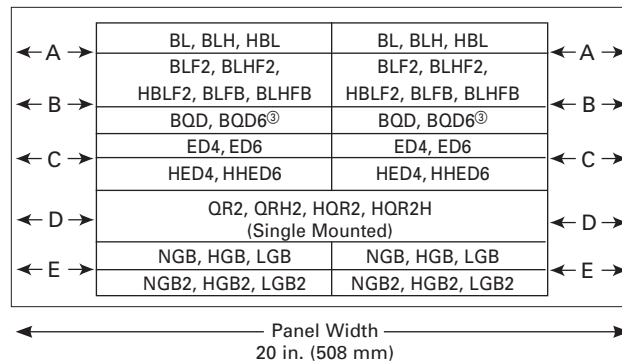 A BL, BLH, HBL BL, BLH, HBL A
BLF2, BLHF2, BLF2, BLHF2,
B HBLF2, BLFB, BLHFB HBLF2, BLFB, BLHFB B
BQD, BQD6③ BQD, BQD6③
C ED4, ED6 ED4, ED6 C
HED4, HHED6 HED4, HHED6
D QR2, QRH2, HQR2, HQR2H D
(Single Mounted)
E NGB, HGB, LGB NGB, HGB, LGB E
NGB2, HGB2, LGB2 NGB2, HGB2, LGB2
Panel Width
20 in. (508 mm)